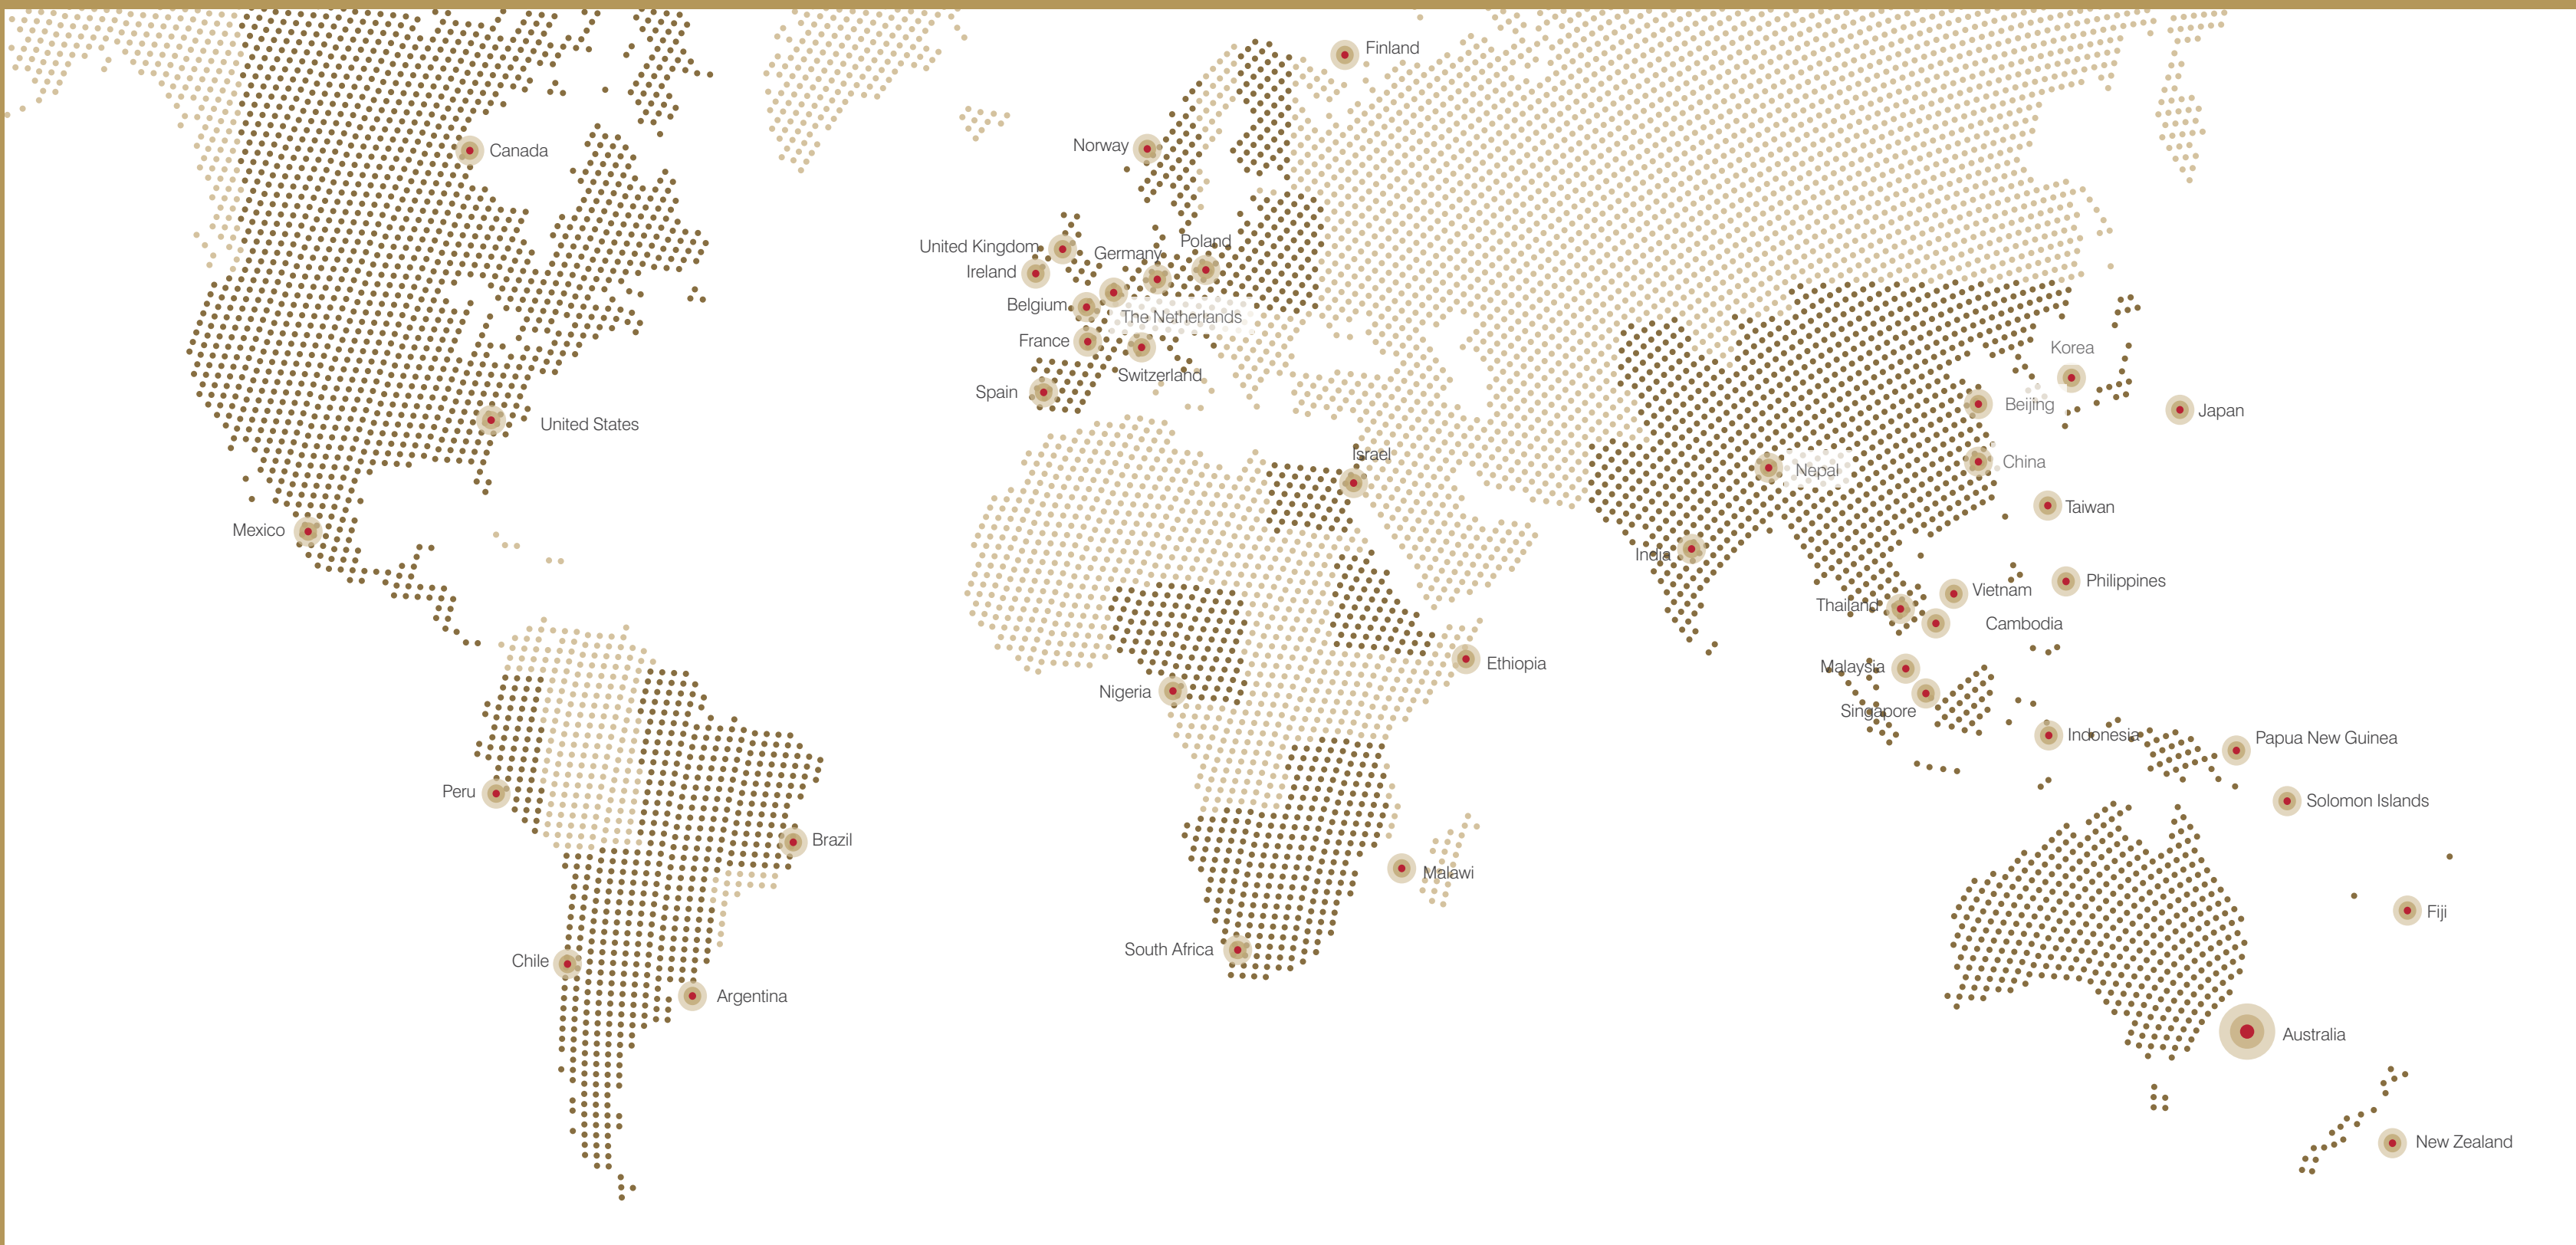 Finland
Canada
Norway
Poland
United Kingdom
Germany
Ireland
Belgium
The Netherlands
France
Korea
Switzerland
Spain
Beijing
Japan
United States
Israel
China
Nepal
Taiwan
Mexico
India
Philippines
Vietnam
Thailand
Cambodia
Ethiopia
Malaysia
Nigeria
Singapore
Indonesia
Papua New Guinea
Peru
Solomon Islands
Brazil
Malawi
Fiji
South Africa
Chile
Argentina
Australia
New Zealand